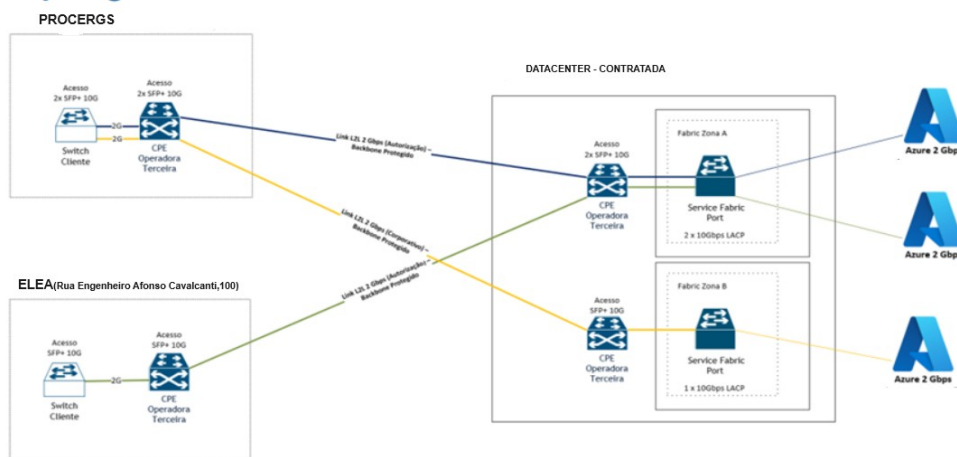 PROCERGS
Acesso
2x SFP+ 10G
Acesso
2x SFP+ 10G
2G
2G
Switch
Cliente
CPE
Operadora
Terceira
Link L2L 2 Gbps (Autorização) –
Backbone Protegido
Link L2L 2 Gbps (Corporativo) –
Backbone Protegido
Link L2L 2 Gbps (Autorização) –
Backbone Protegido
ELEA(Rua Engenheiro Afonso Cavalcanti,100)
Acesso
SFP+ 10G
Acesso
SFP+ 10G
2G
Switch
Cliente
CPE
Operadora
Terceira
DATACENTER - CONTRATADA
Acesso
2x SFP+ 10G
CPE
Operadora
Terceira
Fabric Zona A
Service Fabric
Port
2 x 10Gbps LACP
Acesso
SFP+ 10G
CPE
Operadora
Terceira
Fabric Zona B
Service Fabric
Port
1 x 10Gbps LACP
Azure 2 Gbp
Azure 2 Gbp
Azure 2 Gbps